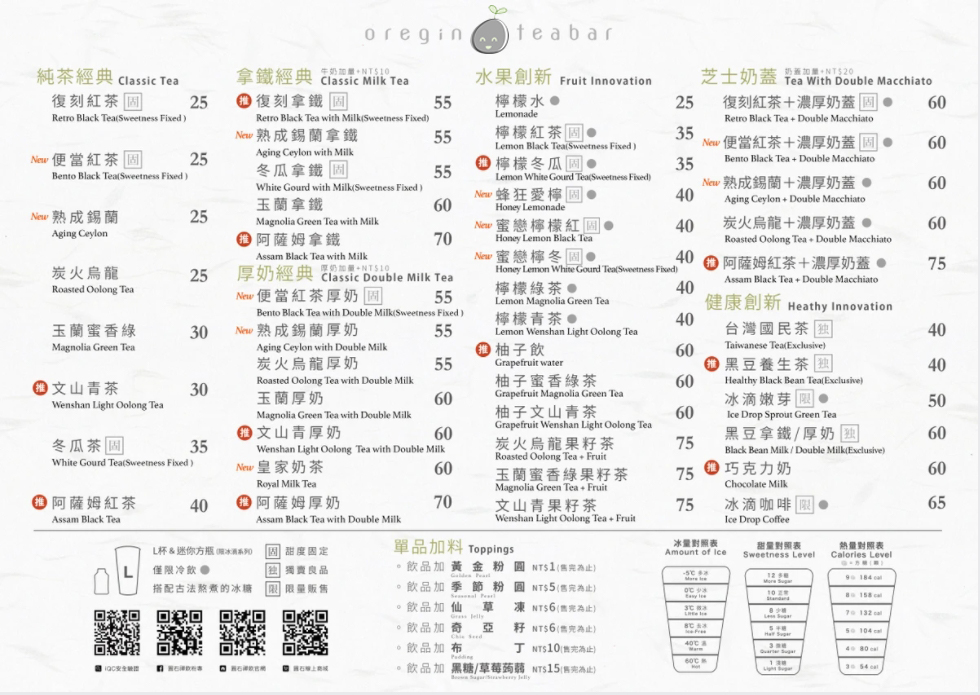 oregin teabar
純茶經典 Classic Tea
復刻紅茶 固 25
Retro Black Tea(Sweetness Fixed )
New 便當紅茶 固 25
Bento Black Tea(Sweetness Fixed )
New 熟成錫蘭 25
Aging Ceylon
炭火烏龍 25
Roasted Oolong Tea
玉蘭蜜香綠 30
Magnolia Green Tea
推 文山青茶 30
Wenshan Light Oolong Tea
冬瓜茶 固 35
White Gourd Tea(Sweetness Fixed )
推 阿薩姆紅茶 40
Assam Black Tea
拿鐵經典 牛奶加量+NT$10 Classic Milk Tea
推 復刻拿鐵 固 55
Retro Black Tea with Milk(Sweetness Fixed)
New 熟成錫蘭拿鐵 55
Aging Ceylon with Milk
冬瓜拿鐵 固 55
White Gourd with Milk(Sweetness Fixed )
玉蘭拿鐵 60
Magnolia Green Tea with Milk
推 阿薩姆拿鐵 70
Assam Black Tea with Milk
厚奶經典 厚奶加量+NT$10 Classic Double Milk Tea
New 便當紅茶厚奶 固 55
Bento Black Tea with Double Milk(Sweetness Fixed )
New 熟成錫蘭厚奶 55
Aging Ceylon with Double Milk
炭火烏龍厚奶 55
Roasted Oolong Tea with Double Milk
玉蘭厚奶 60
Magnolia Green Tea with Double Milk
推 文山青厚奶 60
Wenshan Light Oolong Tea with Double Milk
New 皇家奶茶 60
Royal Milk Tea
推 阿薩姆厚奶 70
Assam Black Tea with Double Milk
水果創新 Fruit Innovation
檸檬水 25
Lemonade
檸檬紅茶 固 35
Lemon Black Tea(Sweetness Fixed )
推 檸檬冬瓜 固 35
Lemon White Gourd Tea(Sweetness Fixed)
New 蜂狂愛檸 固 40
Honey Lemonade
New 蜜戀檸檬紅 固 40
Honey Lemon Black Tea
New 蜜戀檸冬 固 40
Honey Lemon White Gourd Tea(Sweetness Fixed)
檸檬綠茶 40
Lemon Magnolia Green Tea
檸檬青茶 40
Lemon Wenshan Light Oolong Tea
推 柚子飲 60
Grapefruit water
柚子蜜香綠茶 60
Grapefruit Magnolia Green Tea
柚子文山青茶 60
Grapefruit Wenshan Light Oolong Tea
炭火烏龍果籽茶 75
Roasted Oolong Tea + Fruit
玉蘭蜜香綠果籽茶 75
Magnolia Green Tea + Fruit
文山青果籽茶 75
Wenshan Light Oolong Tea + Fruit
芝士奶蓋 奶蓋加量+NT$20 Tea With Double Macchiato
復刻紅茶＋濃厚奶蓋 固 60
Retro Black Tea + Double Macchiato
New 便當紅茶＋濃厚奶蓋 固 60
Bento Black Tea + Double Macchiato
New 熟成錫蘭＋濃厚奶蓋 60
Aging Ceylon + Double Macchiato
炭火烏龍＋濃厚奶蓋 60
Roasted Oolong Tea + Double Macchiato
推 阿薩姆紅茶＋濃厚奶蓋 75
Assam Black Tea + Double Macchiato
健康創新 Heathy Innovation
台灣國民茶 独 40
Taiwanese Tea(Exclusive)
推 黑豆養生茶 独 40
Healthy Black Bean Tea(Exclusive)
冰滴嫩芽 限 50
Ice Drop Sprout Green Tea
黑豆拿鐵/厚奶 独 60
Black Bean Milk / Double Milk(Exclusive)
推 巧克力奶 60
Chocolate Milk
冰滴咖啡 限 65
Ice Drop Coffee
L
L杯＆迷你方瓶(限冰滴系列) 固 甜度固定
僅限冷飲 独 獨賣良品
搭配古法熬煮的冰糖 限 限量販售
單品加料 Toppings
飲品加 黃金粉圓 NT$1(售完為止)
Golden Pearl
飲品加 季節粉圓 NT$5(售完為止)
Seasonal Pearl
飲品加 仙草凍 NT$6(售完為止)
Grass Jelly
飲品加 奇亞籽 NT$6(售完為止)
Chia Seed
飲品加 布丁 NT$10(售完為止)
Pudding
飲品加 黑糖/草莓蒟蒻 NT$15(售完為止)
Brown Sugar/Strawberry Jelly
冰量對照表
Amount of Ice
-5℃ 多冰
More Ice
0℃ 少冰
Easy Ice
3℃ 微冰
Less Ice
8℃ 去冰
Ice-Free
40℃ 溫
Warm
60℃ 熱
Hot
甜量對照表
Sweetness Level
12 多糖
More Sugar
10 正常
Standard
8 少糖
Less Sugar
5 半糖
Half Sugar
3 微糖
Quarter Sugar
1 清糖
Light Sugar
熱量對照表
Calories Level
184 cal
158 cal
132 cal
104 cal
80 cal
54 cal